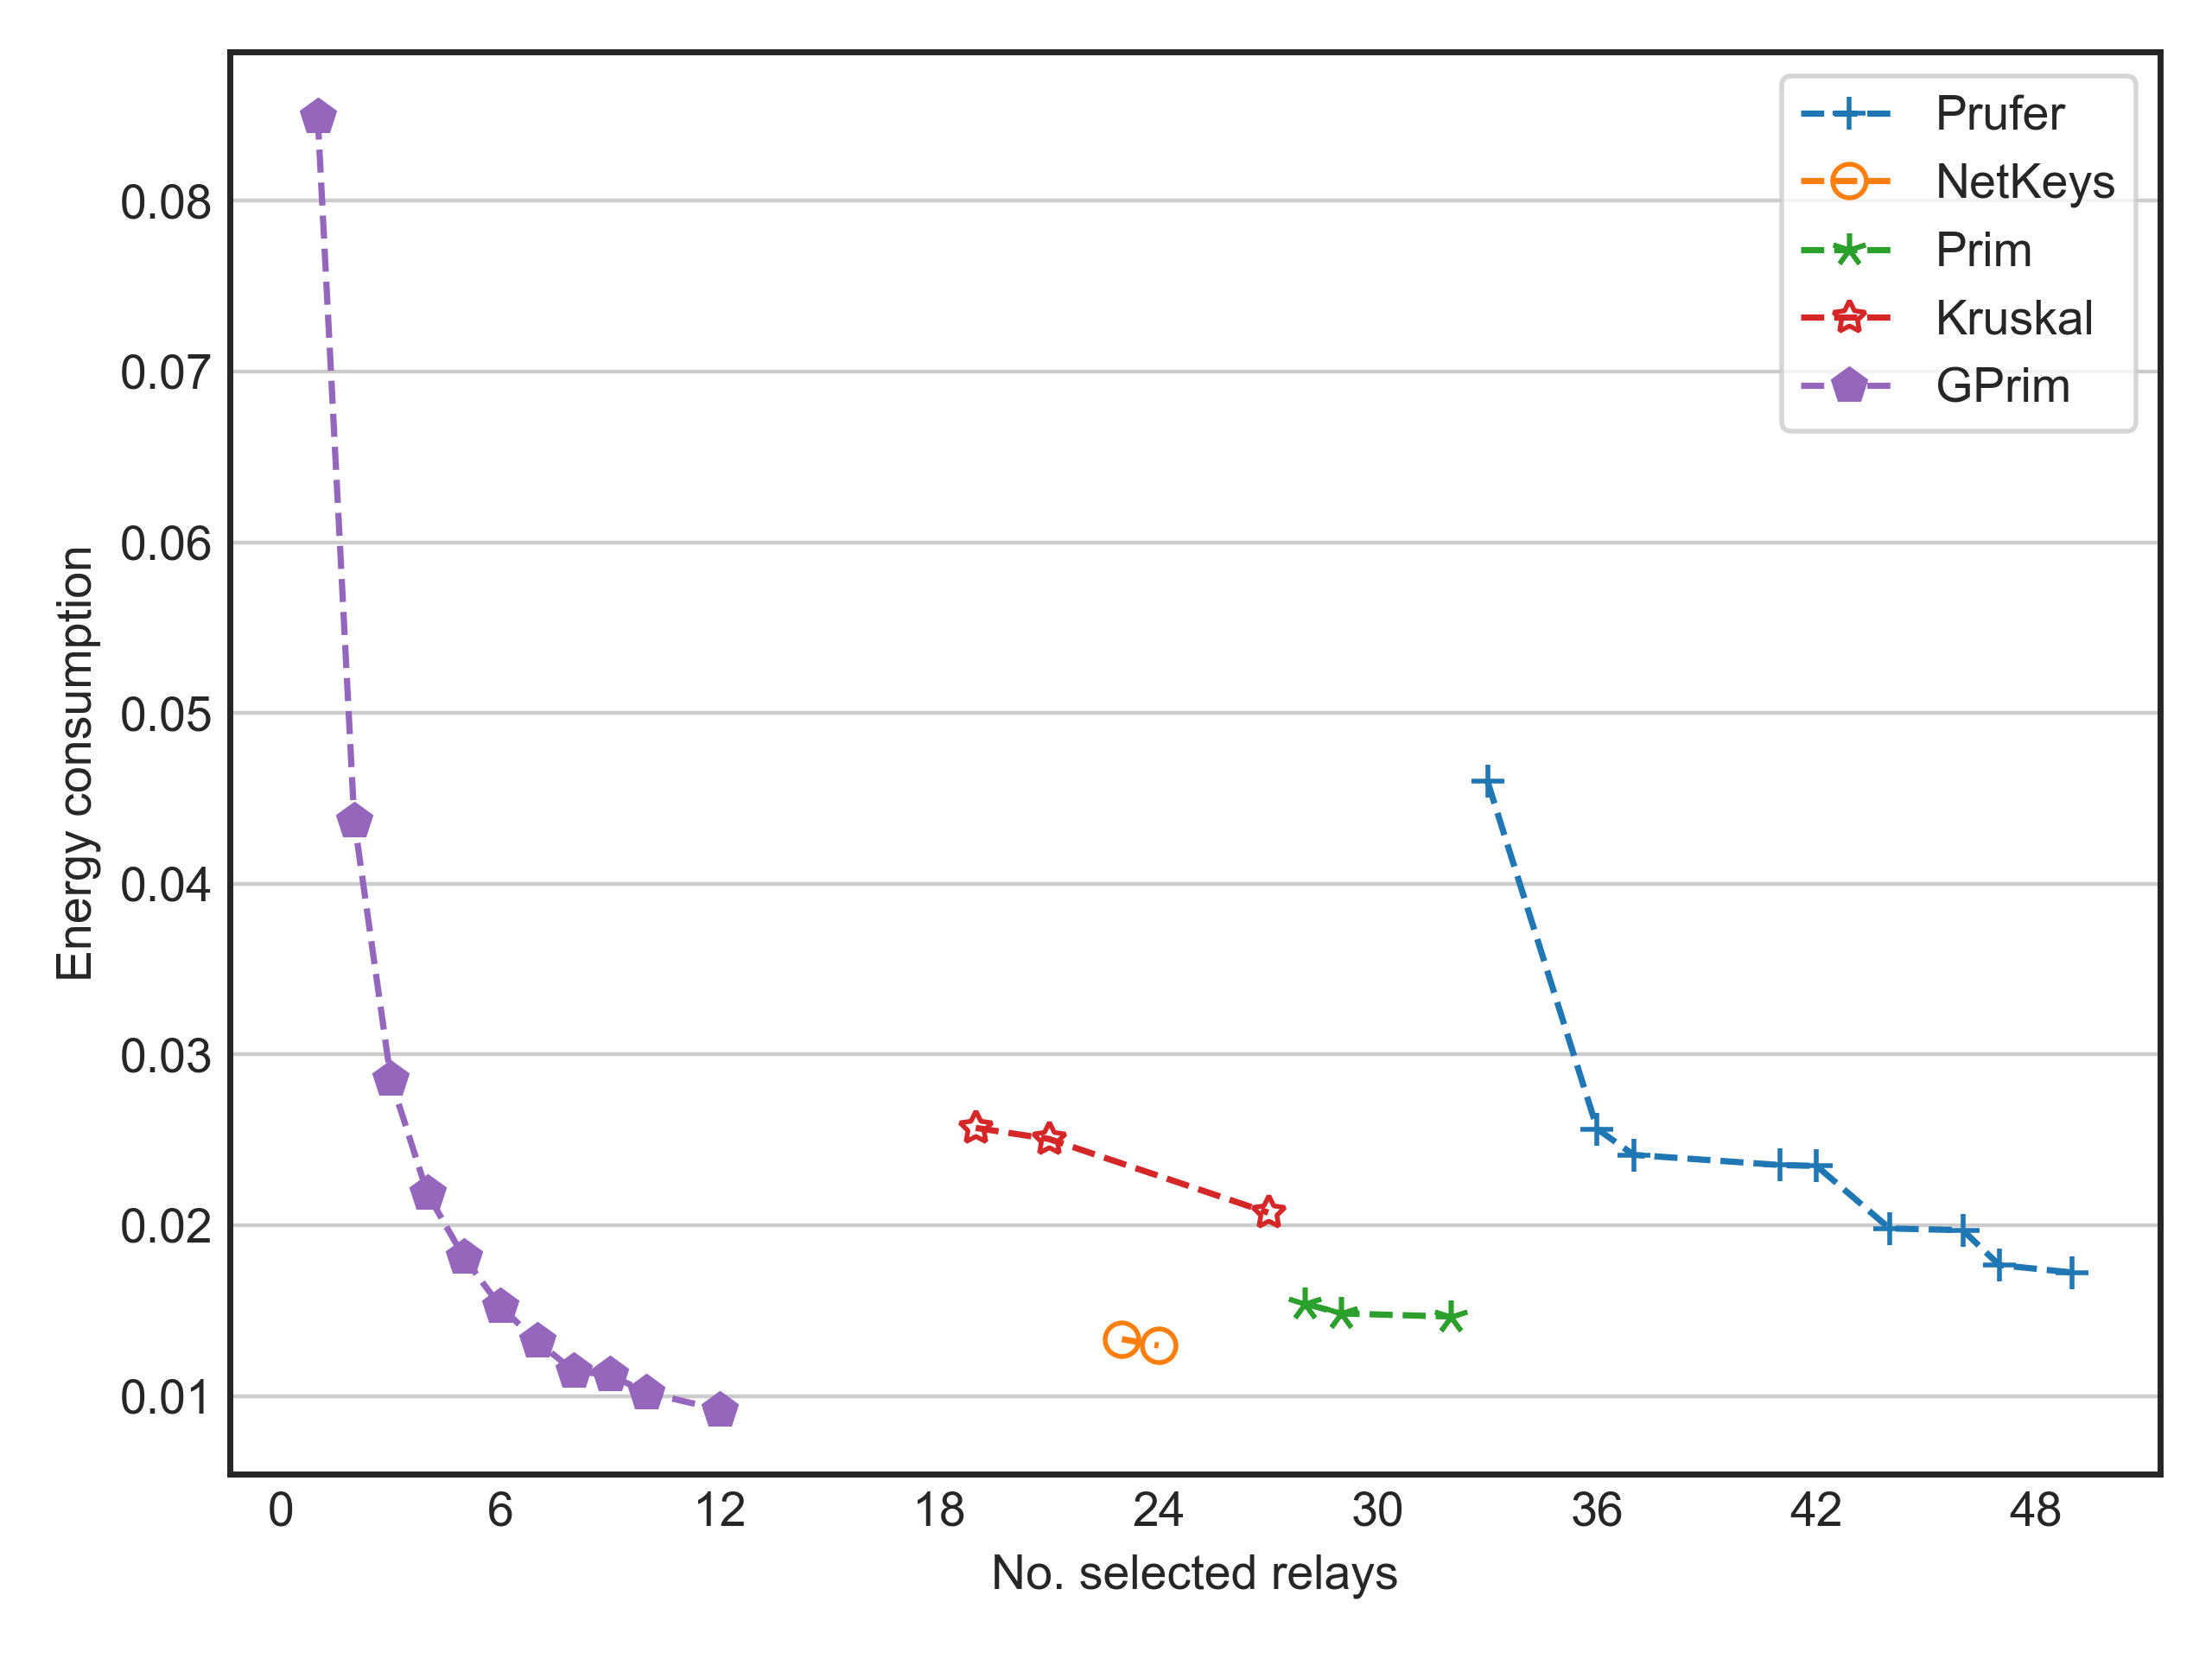 Prufer
NetKeys
Prim
Kruskal
GPrim
0.08
0.07
0.06
0.05
0.04
0.03
0.02
0.01
Energy consumption
0 6 12 18 24 30 36 42 48
No. selected relays